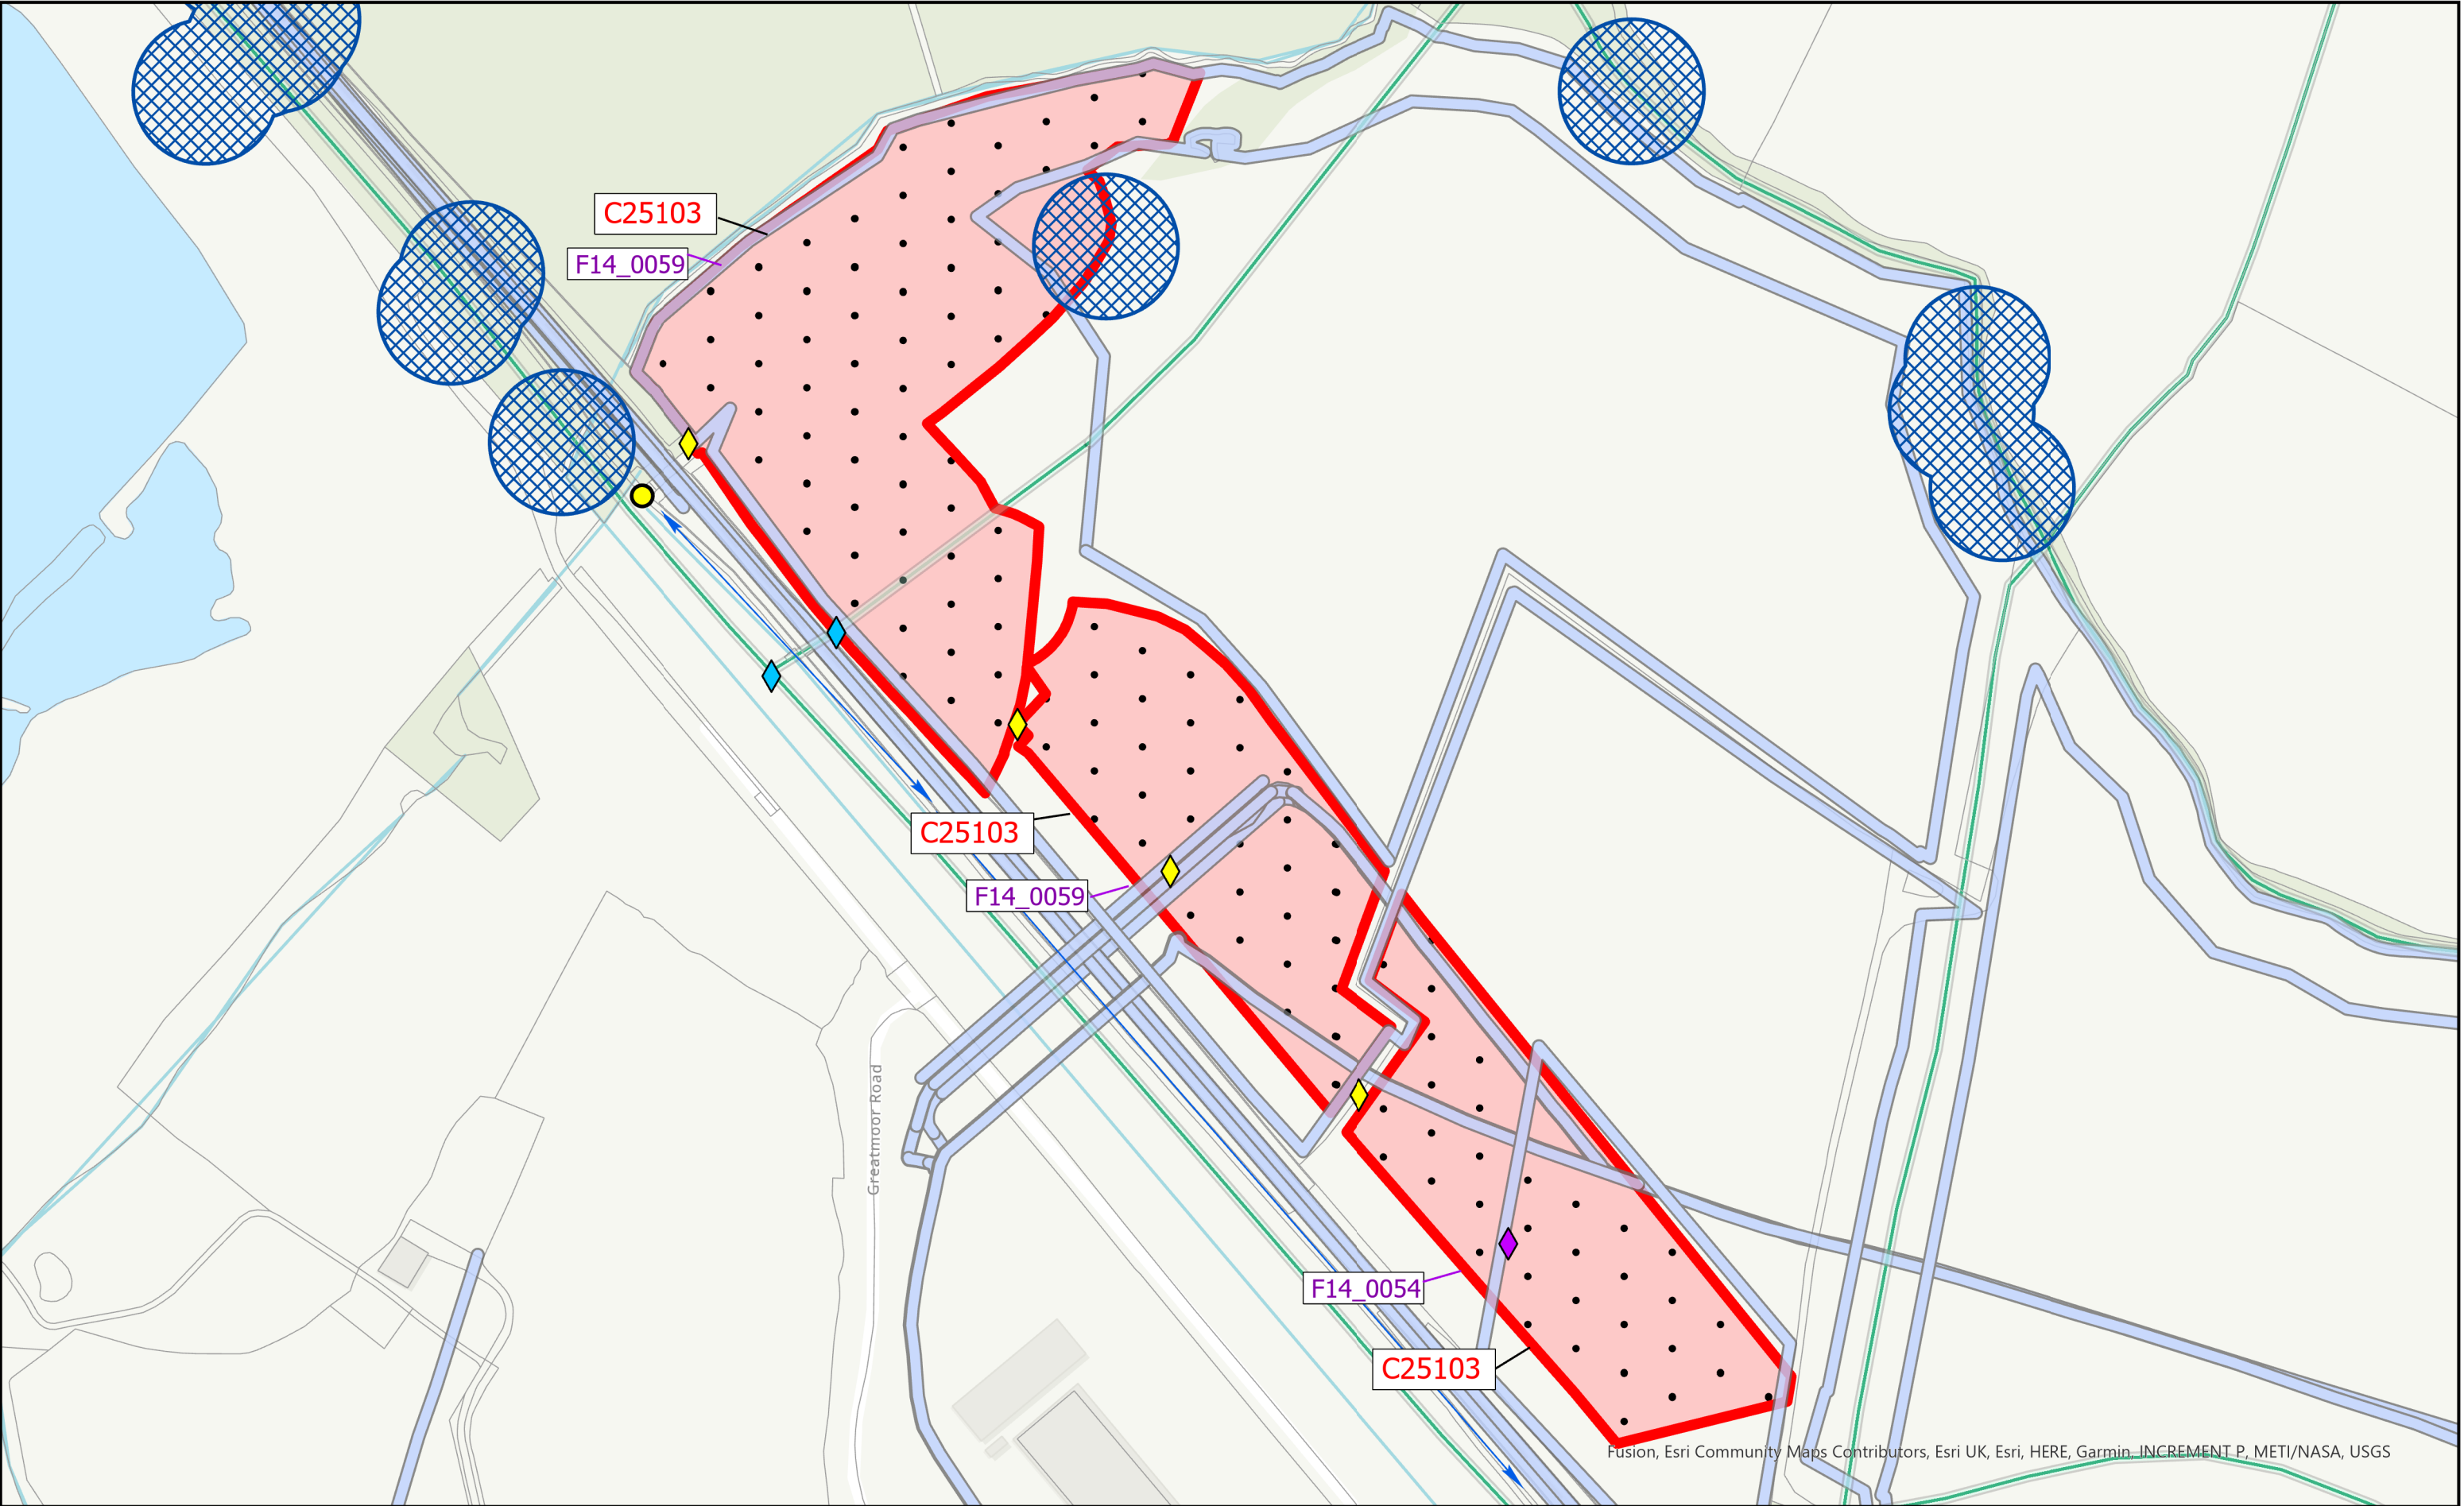 C25103
F14_0059
C25103
F14_0059
Greatmoor Road
F14_0054
C25103
Fusion, Esri Community Maps Contributors, Esri UK, Esri, HERE, Garmin, INCREMENT P, METI/NASA, USGS